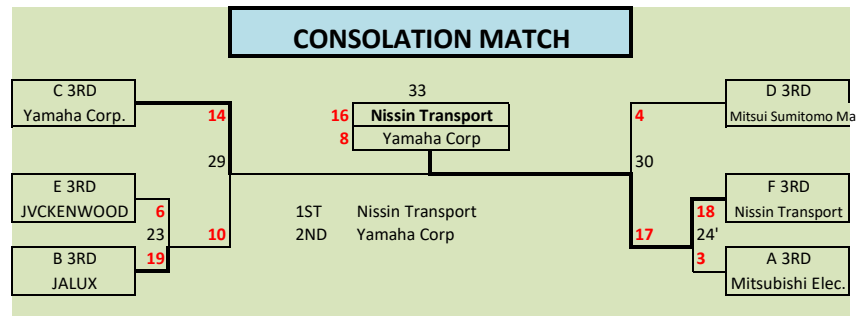 CONSOLATION MATCH
C 3RD
33
D 3RD
Yamaha Corp.
14
16
Nissin Transport
4
Mitsui Sumitomo Ma
8
Yamaha Corp
29
30
E 3RD
F 3RD
JVCKENWOOD
6
1ST Nissin Transport
18
Nissin Transport
23
10
2ND Yamaha Corp
17
24'
B 3RD
19
3
A 3RD
JALUX
Mitsubishi Elec.